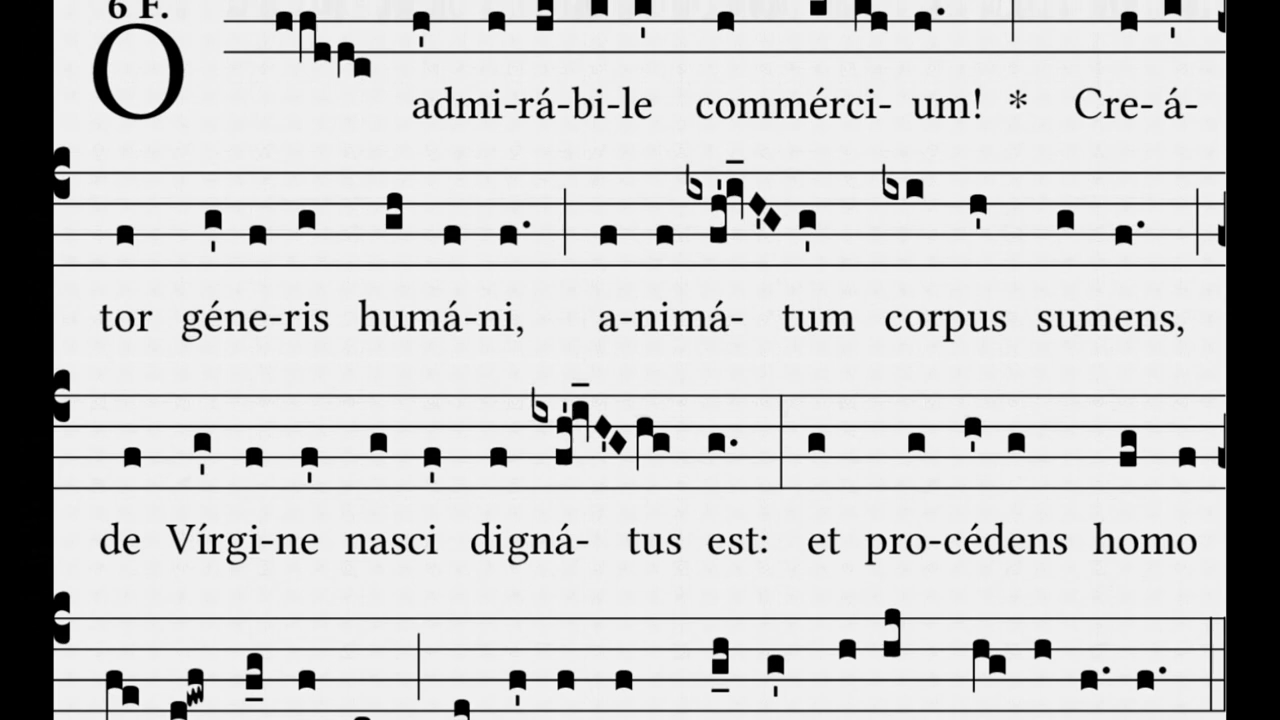 6 F.
O admi-rá-bi-le commérci- um! * Cre- á-
tor géne-ris humá-ni, a-nimá- tum corpus sumens,
de Vírgi-ne nasci digná- tus est: et pro-cédens homo